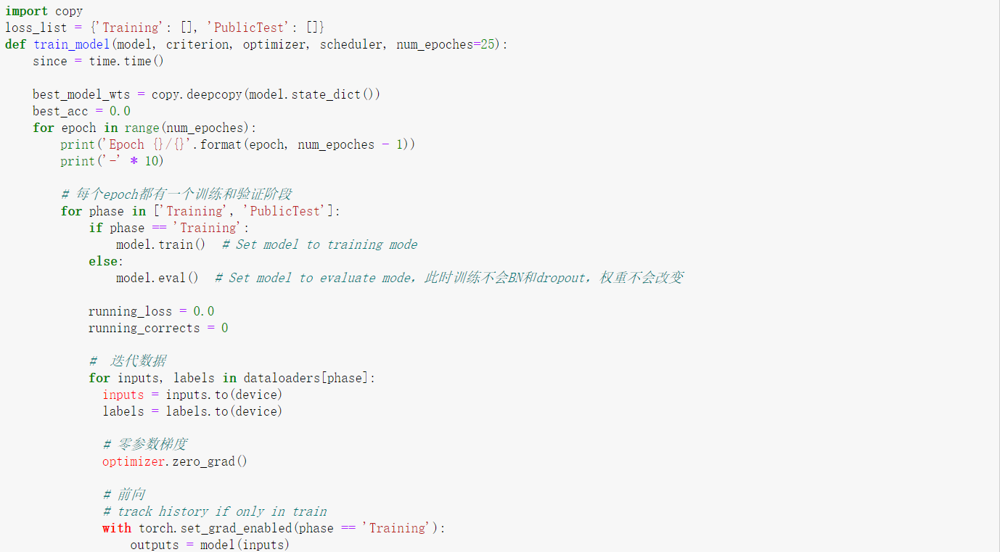 import copy
loss_list = {'Training': [], 'PublicTest': []}
def train_model(model, criterion, optimizer, scheduler, num_epochs=25):
    since = time.time()

    best_model_wts = copy.deepcopy(model.state_dict())
    best_acc = 0.0
    for epoch in range(num_epochs):
        print('Epoch {}/{}'.format(epoch, num_epochs - 1))
        print('-' * 10)

        # 每个epoch都有一个训练和验证阶段
        for phase in ['Training', 'PublicTest']:
            if phase == 'Training':
                model.train()  # Set model to training mode
            else:
                model.eval()  # Set model to evaluate mode，此时训练不会BN和dropout，权重不会改变

            running_loss = 0.0
            running_corrects = 0

            #  迭代数据
            for inputs, labels in dataloaders[phase]:
              inputs = inputs.to(device)
              labels = labels.to(device)

              # 零参数梯度
              optimizer.zero_grad()

              # 前向
              # track history if only in train
              with torch.set_grad_enabled(phase == 'Training'):
                  outputs = model(inputs)